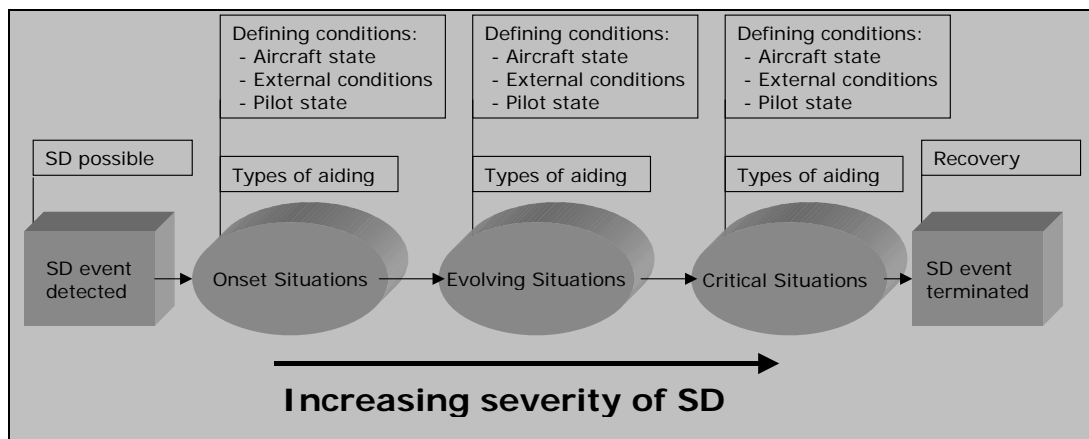 Defining conditions:
- Aircraft state
- External conditions
- Pilot state
Defining conditions:
- Aircraft state
- External conditions
- Pilot state
Defining conditions:
- Aircraft state
- External conditions
- Pilot state
SD possible
Types of aiding
Types of aiding
Types of aiding
Recovery
SD event
detected
Onset Situations
Evolving Situations
Critical Situations
SD event
terminated
Increasing severity of SD